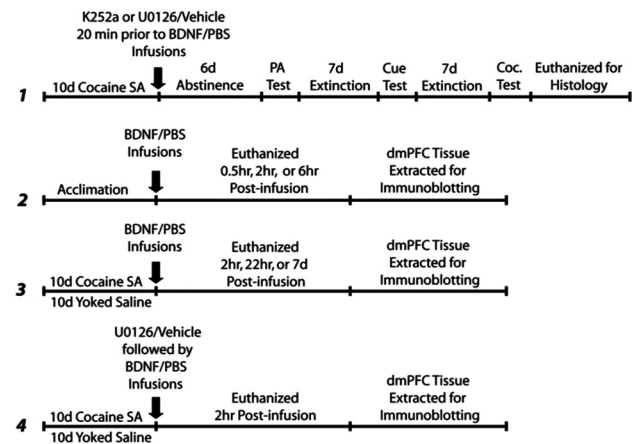 K252a or U0126/Vehicle
20 min prior to BDNF/PBS
Infusions
1
10d Cocaine SA
6d
Abstinence
PA
Test
7d
Extinction
Cue
Test
7d
Extinction
Coc.
Test
Euthanized for
Histology
2
BDNF/PBS
Infusions
Acclimation
Euthanized
0.5hr, 2hr, or 6hr
Post-infusion
dmPFC Tissue
Extracted for
Immunoblotting
3
BDNF/PBS
Infusions
10d Cocaine SA
10d Yoked Saline
Euthanized
2hr, 22hr, or 7d
Post-infusion
dmPFC Tissue
Extracted for
Immunoblotting
4
U0126/Vehicle
followed by
BDNF/PBS
Infusions
10d Cocaine SA
10d Yoked Saline
Euthanized
2hr Post-infusion
dmPFC Tissue
Extracted for
Immunoblotting